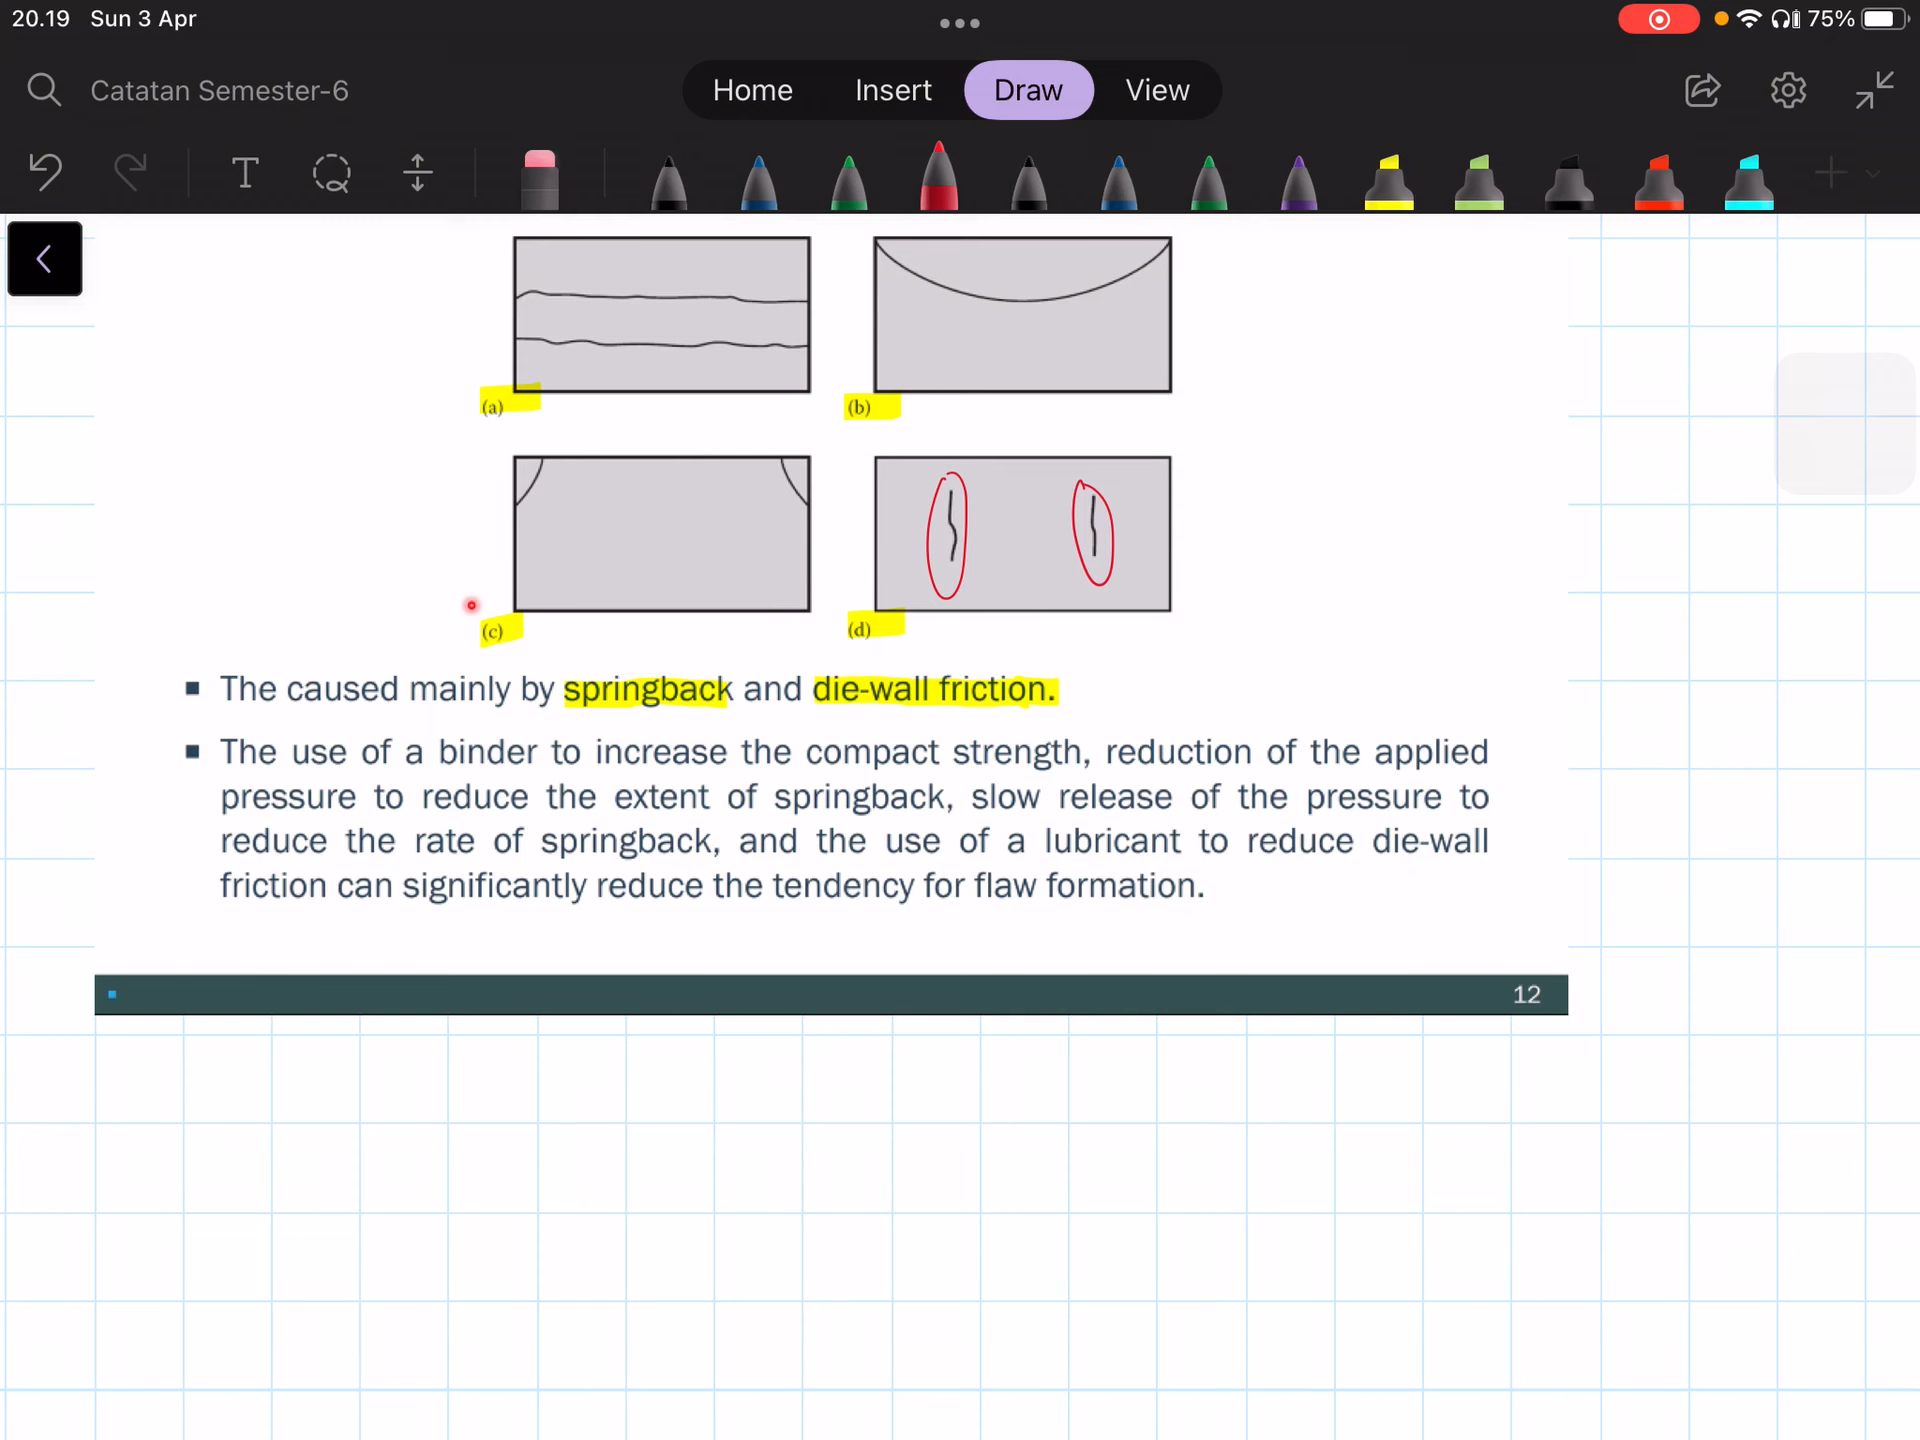 20.19 Sun 3 Apr 75%
Catatan Semester-6 Home Insert Draw View
T
(a) (b)
(c) (d)
▪ The caused mainly by springback and die-wall friction.
▪ The use of a binder to increase the compact strength, reduction of the applied
pressure to reduce the extent of springback, slow release of the pressure to
reduce the rate of springback, and the use of a lubricant to reduce die-wall
friction can significantly reduce the tendency for flaw formation.
▪ 12